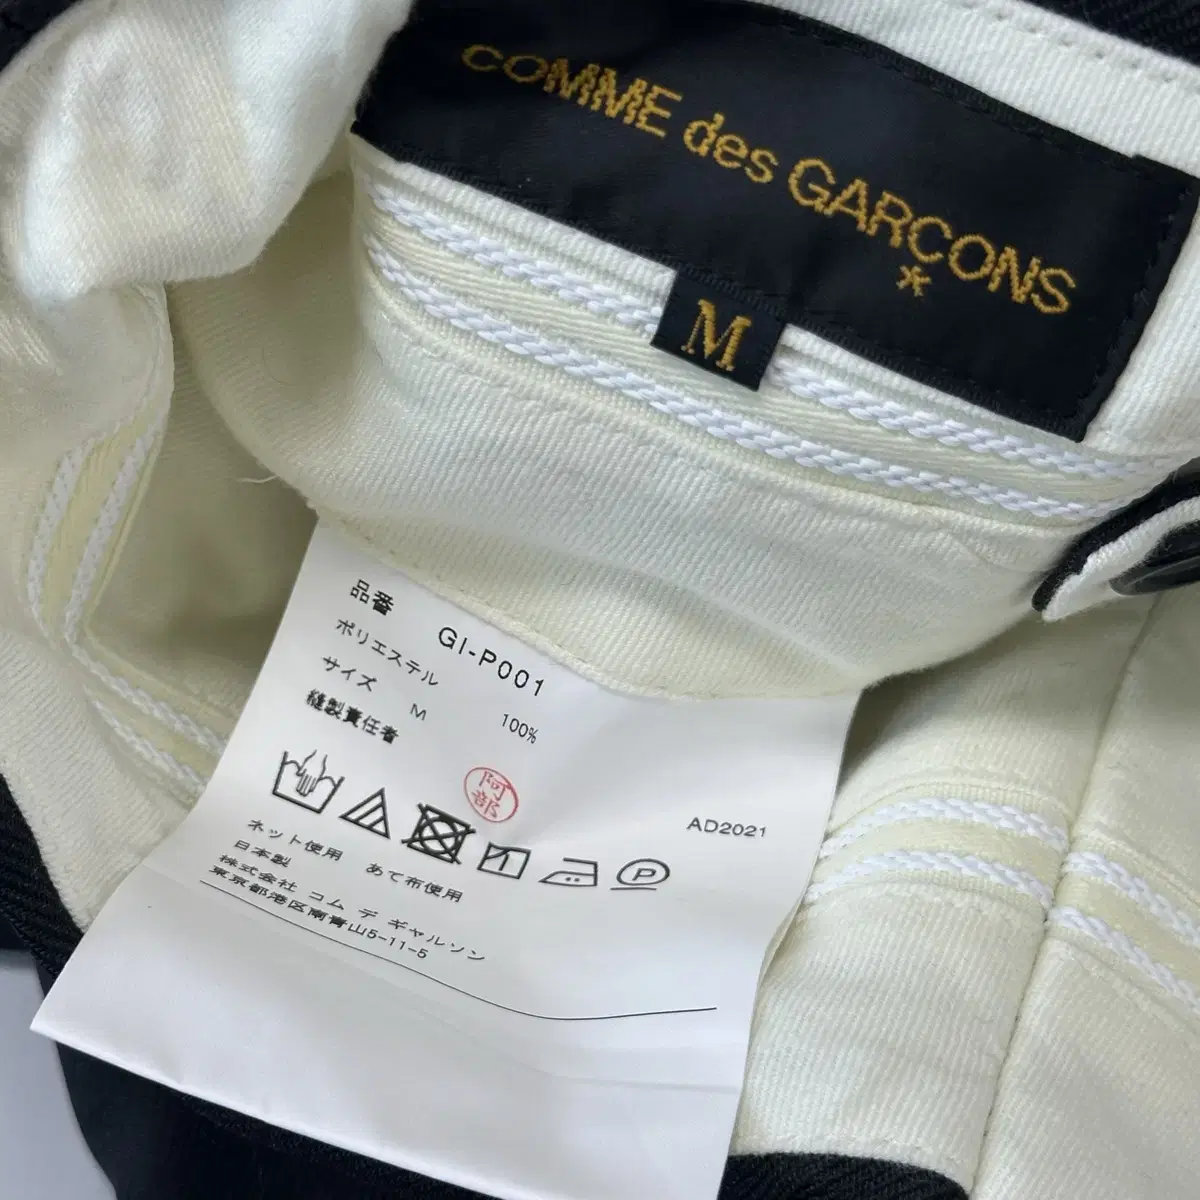 COMME des GARCONS
*
M
品番 GI-P001
ポリエステル 100%
サイズ M
縫製責任者
阿部
AD2021
P
ネット使用 あて布使用
日本製
株式会社 コム デ ギャルソン
東京都港区南青山5-11-5